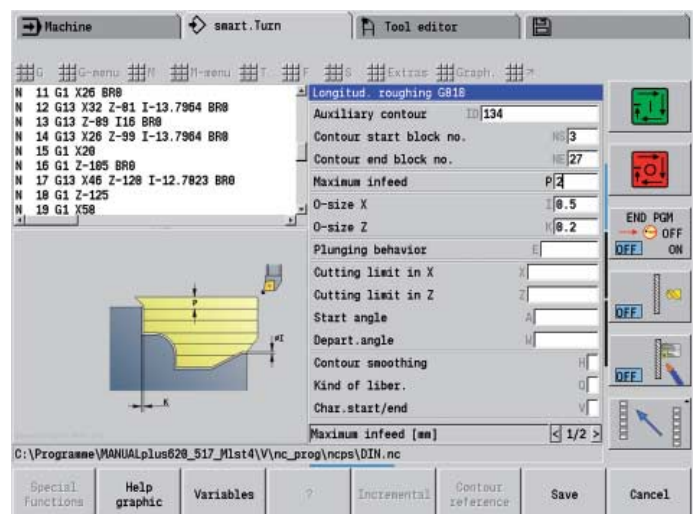 Machine
smart.Turn
Tool editor
G
G-menu
N
M-menu
T
F
S
Extras
Graph.
N 11 G1 X26 BR0
N 12 G13 X32 Z-81 I-13.7964 BR0
N 13 G13 Z-89 I16 BR0
N 14 G13 X26 Z-99 I-13.7964 BR0
N 15 G1 X20
N 16 G1 Z-105 BR0
N 17 G13 X46 Z-120 I-12.7823 BR0
N 18 G1 Z-125
N 19 G1 X50
Longitud. roughing G810
Auxiliary contour ID 134
Contour start block no. NS 3
Contour end block no. NE 27
Maximum infeed P 2
O-size X I 0.5
O-size Z K 0.2
Plunging behavior E
Cutting limit in X X
Cutting limit in Z Z
Start angle A
Depart.angle W
Contour smoothing H
Kind of liber. Q
Char.start/end V
Maximum infeed [mm] < 1/2 >
P
I
K
END PGM
OFF
OFF ON
OFF
OFF
C:\Programme\MANUALplus620_517_Mlst4\V\nc_prog\ncps\DIN.nc
Special Functions
Help graphic
Variables
?
Incremental
Contour reference
Save
Cancel